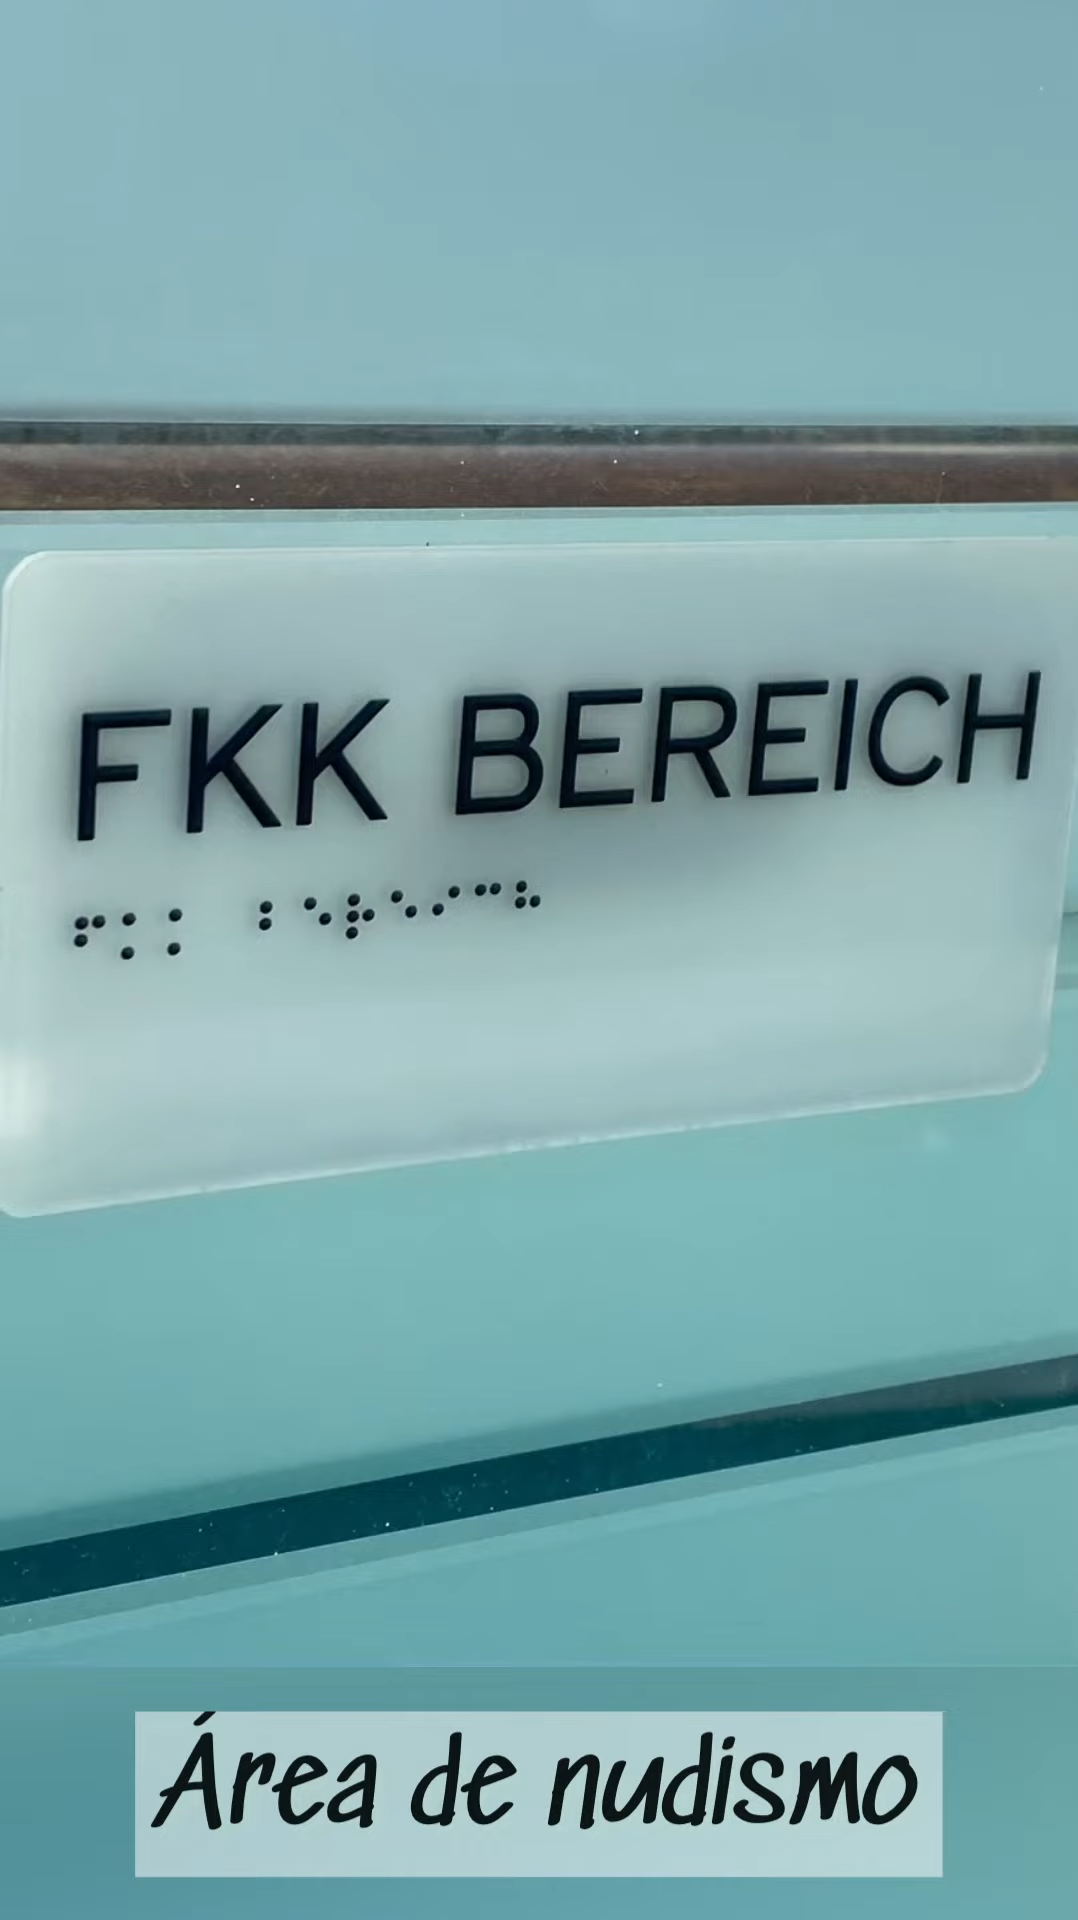 FKK BEREICH
⠋⠅⠅ ⠃⠑⠗⠑⠊⠉⠓
Área de nudismo